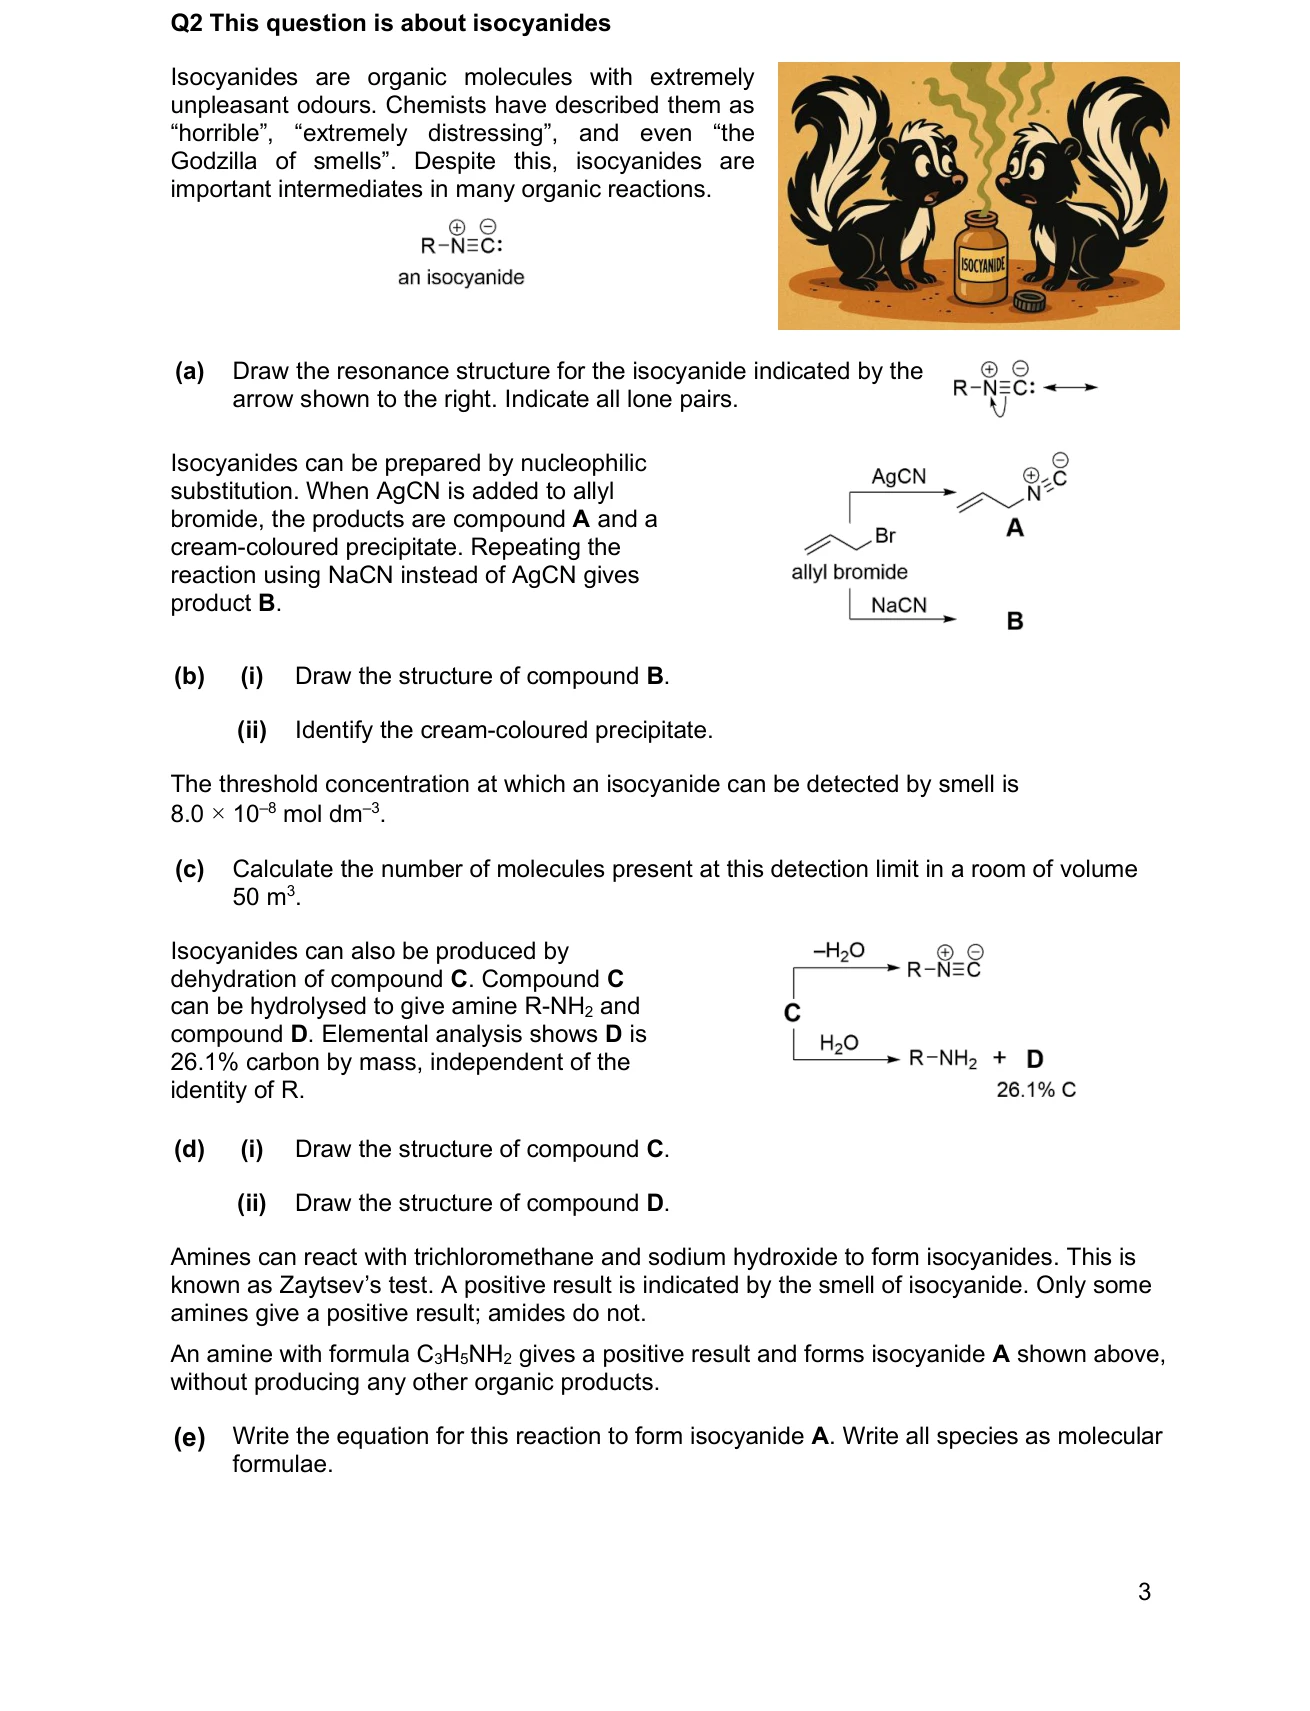 Q2 This question is about isocyanides
Isocyanides are organic molecules with extremely
unpleasant odours. Chemists have described them as
“horrible”, “extremely distressing”, and even “the
Godzilla of smells”. Despite this, isocyanides are
important intermediates in many organic reactions.
R–N≡C:
⊕ ⊖
an isocyanide
ISOCYANIDE
(a) Draw the resonance structure for the isocyanide indicated by the
arrow shown to the right. Indicate all lone pairs.
⊕ ⊖
R–N≡C: ⟷
Isocyanides can be prepared by nucleophilic
substitution. When AgCN is added to allyl
bromide, the products are compound A and a
cream-coloured precipitate. Repeating the
reaction using NaCN instead of AgCN gives
product B.
AgCN
⊕ ⊖
N≡C
A
Br
allyl bromide
NaCN
B
(b) (i) Draw the structure of compound B.
(ii) Identify the cream-coloured precipitate.
The threshold concentration at which an isocyanide can be detected by smell is
8.0 × 10⁻⁸ mol dm⁻³.
(c) Calculate the number of molecules present at this detection limit in a room of volume
50 m³.
Isocyanides can also be produced by
dehydration of compound C. Compound C
can be hydrolysed to give amine R-NH₂ and
compound D. Elemental analysis shows D is
26.1% carbon by mass, independent of the
identity of R.
–H₂O
⊕ ⊖
R–N≡C
C
H₂O
R–NH₂ + D
26.1% C
(d) (i) Draw the structure of compound C.
(ii) Draw the structure of compound D.
Amines can react with trichloromethane and sodium hydroxide to form isocyanides. This is
known as Zaytsev’s test. A positive result is indicated by the smell of isocyanide. Only some
amines give a positive result; amides do not.
An amine with formula C₃H₅NH₂ gives a positive result and forms isocyanide A shown above,
without producing any other organic products.
(e) Write the equation for this reaction to form isocyanide A. Write all species as molecular
formulae.
3